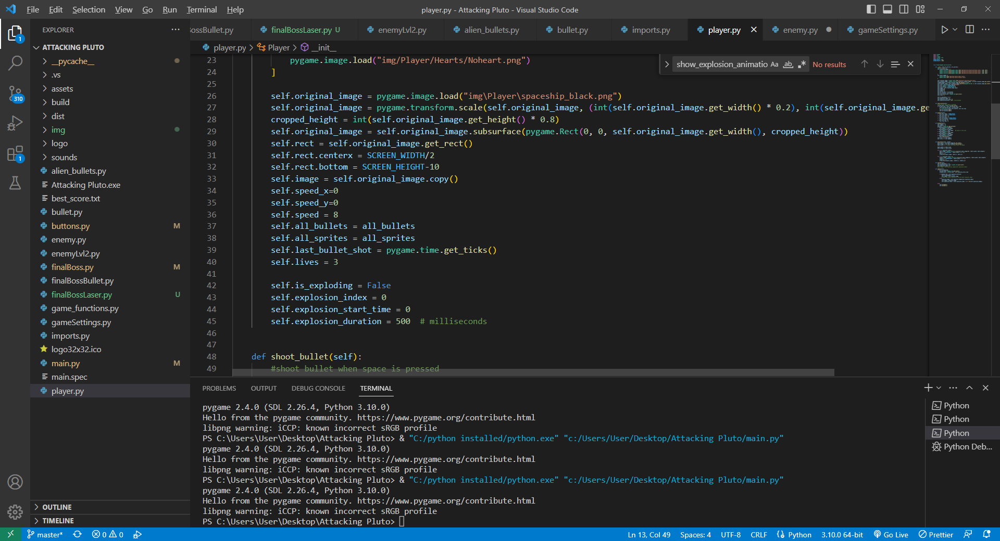 File Edit Selection View Go Run Terminal Help
player.py - Attacking Pluto - Visual Studio Code
EXPLORER
ossBullet.py finalBossLaser.py U enemyLvl2.py alien_bullets.py bullet.py imports.py player.py enemy.py gameSettings.py
player.py > Player > __init__
show_explosion_animatio Aa ab No results
ATTACKING PLUTO
__pycache__
.vs
assets
build
dist
img
logo
sounds
alien_bullets.py
Attacking Pluto.exe
best_score.txt
bullet.py
buttons.py M
enemy.py
enemyLvl2.py
finalBoss.py M
finalBossBullet.py
finalBossLaser.py U
game_functions.py
gameSettings.py
imports.py
logo32x32.ico
main.py M
main.spec
player.py
OUTLINE
TIMELINE
1
310
1
23 pygame.image.load("img/Player/Hearts/Noheart.png")
24 ]
25
26 self.original_image = pygame.image.load("img\Player\spaceship_black.png")
27 self.original_image = pygame.transform.scale(self.original_image, (int(self.original_image.get_width() * 0.2), int(self.original_image.ge
28 cropped_height = int(self.original_image.get_height() * 0.8)
29 self.original_image = self.original_image.subsurface(pygame.Rect(0, 0, self.original_image.get_width(), cropped_height))
30 self.rect = self.original_image.get_rect()
31 self.rect.centerx = SCREEN_WIDTH/2
32 self.rect.bottom = SCREEN_HEIGHT-10
33 self.image = self.original_image.copy()
34 self.speed_x=0
35 self.speed_y=0
36 self.speed = 8
37 self.all_bullets = all_bullets
38 self.all_sprites = all_sprites
39 self.last_bullet_shot = pygame.time.get_ticks()
40 self.lives = 3
41
42 self.is_exploding = False
43 self.explosion_index = 0
44 self.explosion_start_time = 0
45 self.explosion_duration = 500 # milliseconds
46
47
48 def shoot_bullet(self):
49 #shoot bullet when space is pressed
PROBLEMS OUTPUT DEBUG CONSOLE TERMINAL
pygame 2.4.0 (SDL 2.26.4, Python 3.10.0)
Hello from the pygame community. https://www.pygame.org/contribute.html
libpng warning: iCCP: known incorrect sRGB profile
PS C:\Users\User\Desktop\Attacking Pluto> & "C:/python installed/python.exe" "c:/Users/User/Desktop/Attacking Pluto/main.py"
pygame 2.4.0 (SDL 2.26.4, Python 3.10.0)
Hello from the pygame community. https://www.pygame.org/contribute.html
libpng warning: iCCP: known incorrect sRGB profile
PS C:\Users\User\Desktop\Attacking Pluto> & "C:/python installed/python.exe" "c:/Users/User/Desktop/Attacking Pluto/main.py"
pygame 2.4.0 (SDL 2.26.4, Python 3.10.0)
Hello from the pygame community. https://www.pygame.org/contribute.html
libpng warning: iCCP: known incorrect sRGB profile
PS C:\Users\User\Desktop\Attacking Pluto>
Python
Python
Python
Python Deb...
master* 0 0 Ln 13, Col 49 Spaces: 4 UTF-8 CRLF Python 3.10.0 64-bit Go Live Prettier